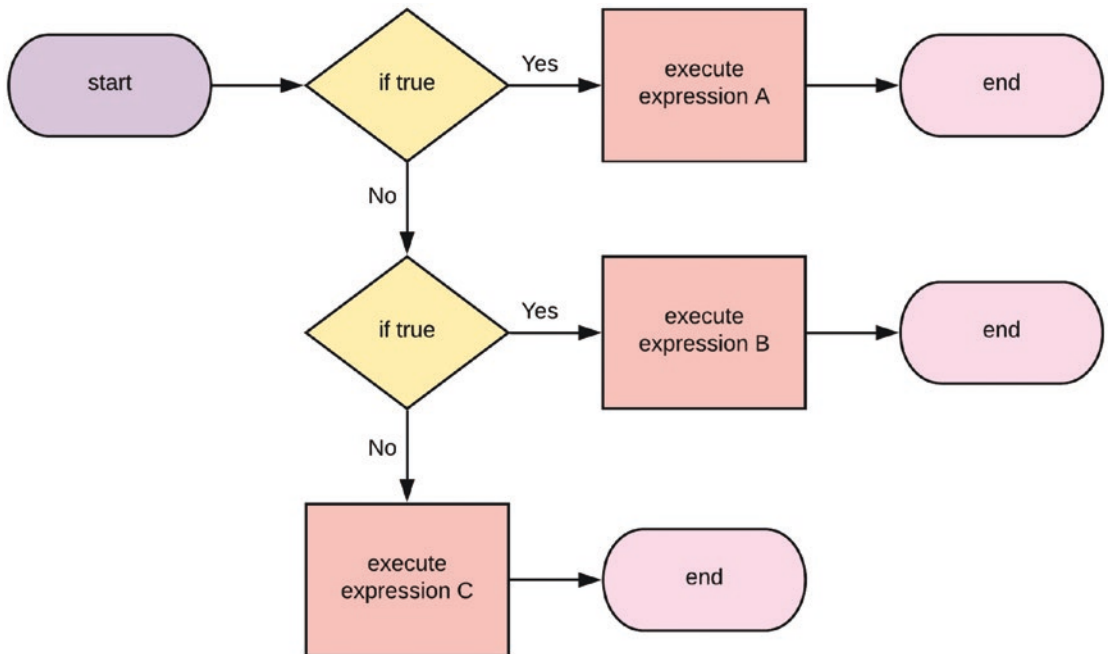 start
if true
Yes
execute
expression A
end
No
if true
Yes
execute
expression B
end
No
execute
expression C
end